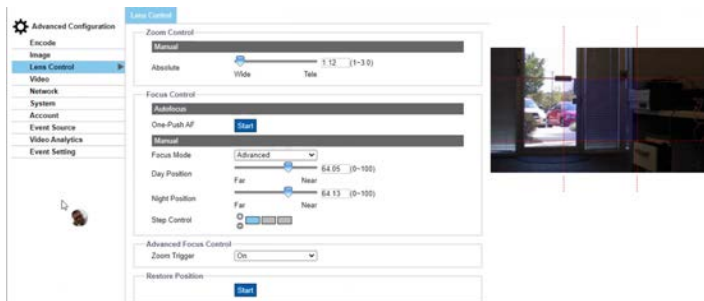 Advanced Configuration
Encode
Image
Lens Control
Video
Network
System
Account
Event Source
Video Analytics
Event Setting
Lens Control
Zoom Control
Manual
Absolute
Wide Tele
1.12 (1~3.0)
Focus Control
Autofocus
One-Push AF Start
Manual
Focus Mode Advanced
Day Position 64.05 (0~100)
Far Near
Night Position 64.13 (0~100)
Far Near
Step Control
Advanced Focus Control
Zoom Trigger On
Restore Position
Start